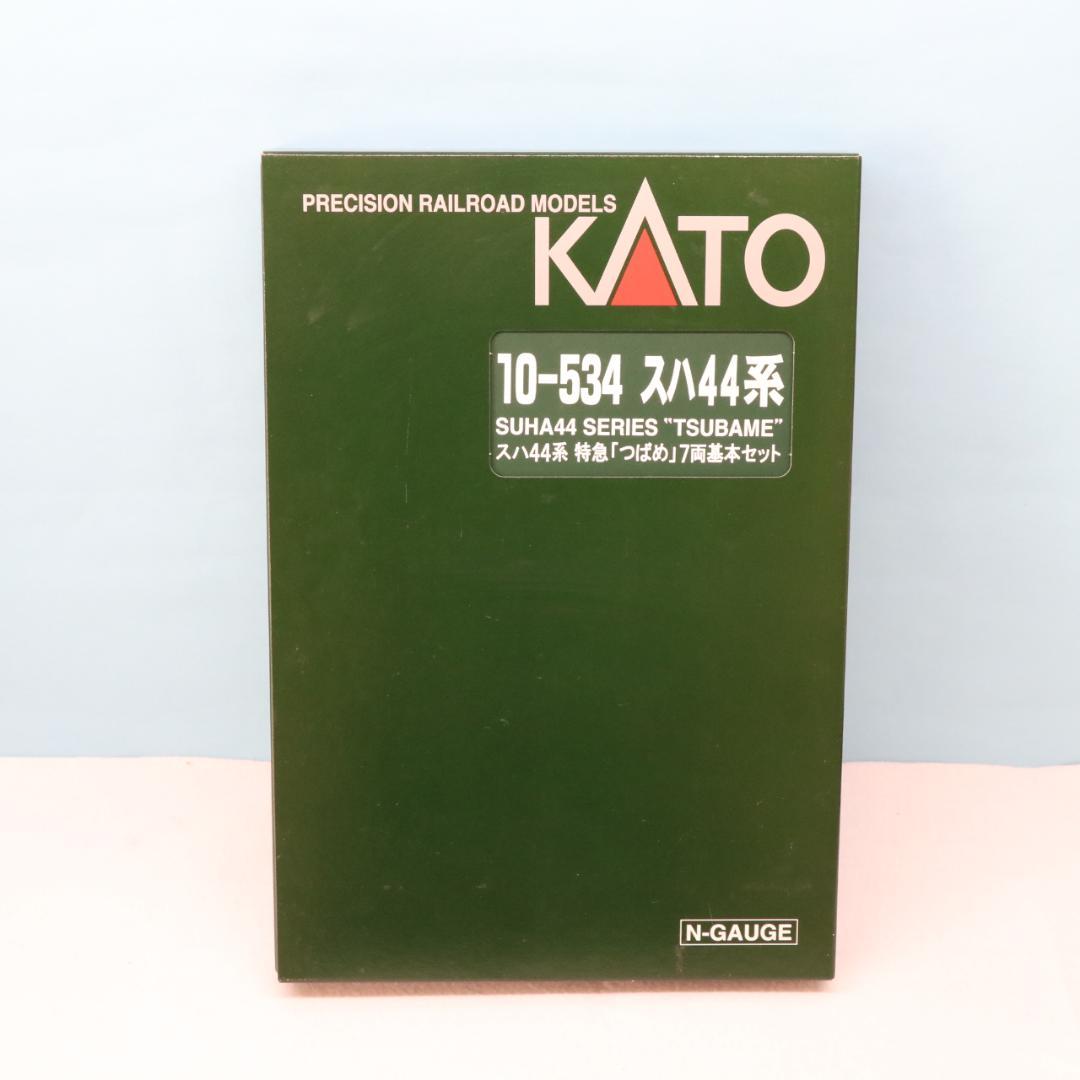 PRECISION RAILROAD MODELS
KATO
10-534 スハ44系
SUHA44 SERIES "TSUBAME"
スハ44系 特急「つばめ」7両基本セット
N-GAUGE